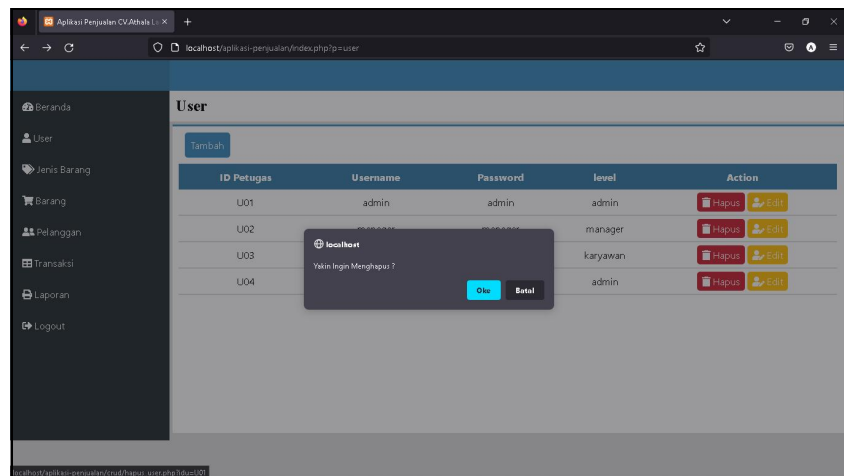 Aplikasi Penjualan CV.Athala Lo
localhost/aplikasi-penjualan/index.php?p=user
Beranda
User
Jenis Barang
Barang
Pelanggan
Transaksi
Laporan
Logout
User
Tambah
ID Petugas Username Password level Action
U01 admin admin admin Hapus Edit
U02 manager Hapus Edit
U03 karyawan Hapus Edit
U04 admin Hapus Edit
localhost
Yakin Ingin Menghapus ?
Oke Batal
localhost/aplikasi-penjualan/crud/hapus_user.php?idu=U01